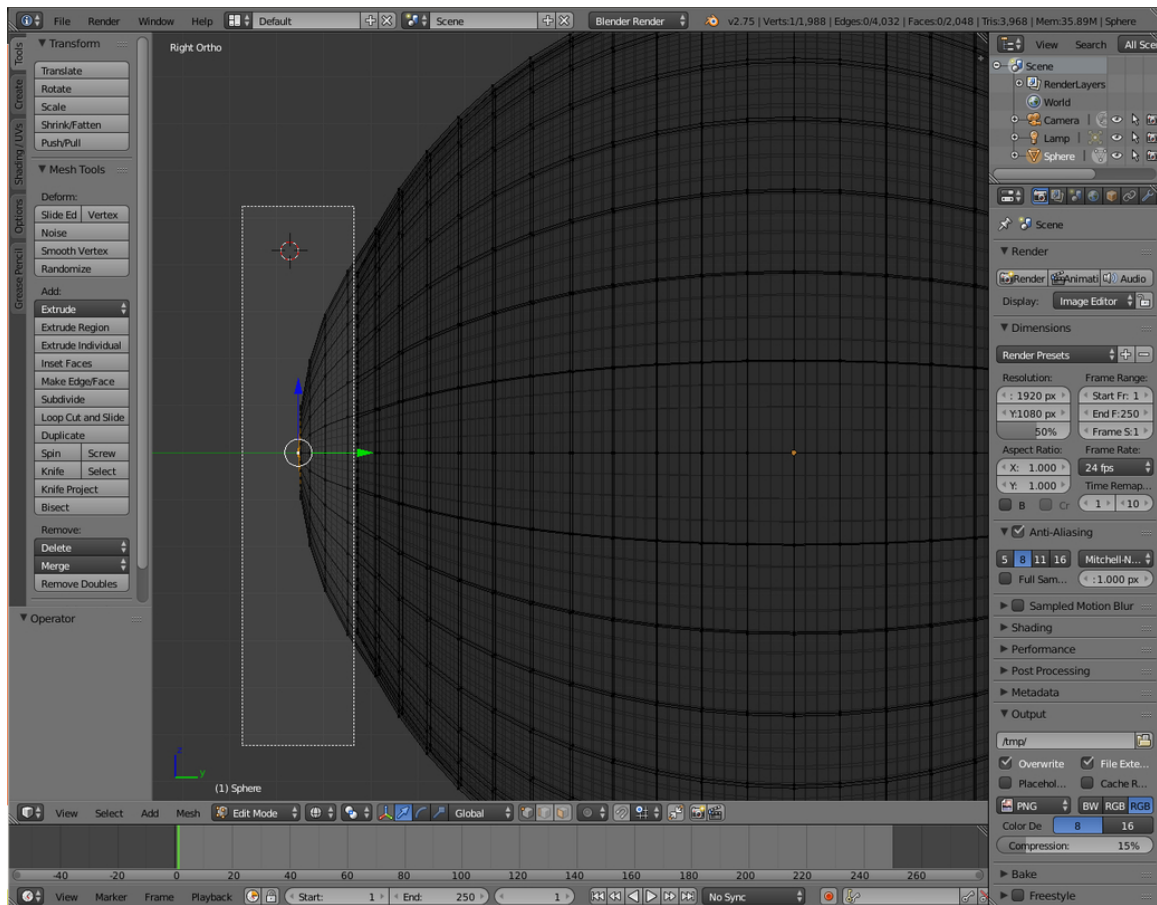 File Render Window Help Default Scene Blender Render v2.75 | Verts:1/1,988 | Edges:0/4,032 | Faces:0/2,048 | Tris:3,968 | Mem:35.89M | Sphere
Tools
Create
Shading / UVs
Options
Grease Pencil
Transform
Translate
Rotate
Scale
Shrink/Fatten
Push/Pull
Mesh Tools
Deform:
Slide Ed Vertex
Noise
Smooth Vertex
Randomize
Add:
Extrude
Extrude Region
Extrude Individual
Inset Faces
Make Edge/Face
Subdivide
Loop Cut and Slide
Duplicate
Spin Screw
Knife Select
Knife Project
Bisect
Remove:
Delete
Merge
Remove Doubles
Operator
Right Ortho
z
y
(1) Sphere
View Select Add Mesh Edit Mode Global
-40 -20 0 20 40 60 80 100 120 140 160 180 200 220 240 260
View Marker Frame Playback Start: 1 End: 250 1 No Sync
View Search All Sce
Scene
RenderLayers
World
Camera
Lamp
Sphere
Scene
Render
Render Animati Audio
Display: Image Editor
Dimensions
Render Presets
Resolution: Frame Range:
: 1920 px Start Fr: 1
Y:1080 px End F:250
50% Frame S:1
Aspect Ratio: Frame Rate:
X: 1.000 24 fps
Y: 1.000 Time Remap...
B Cr 1 10
Anti-Aliasing
5 8 11 16 Mitchell-N...
Full Sam... : 1.000 px
Sampled Motion Blur
Shading
Performance
Post Processing
Metadata
Output
/tmp/
Overwrite File Exte...
Placehol... Cache R...
PNG BW RGB RGB
Color De 8 16
Compression: 15%
Bake
Freestyle